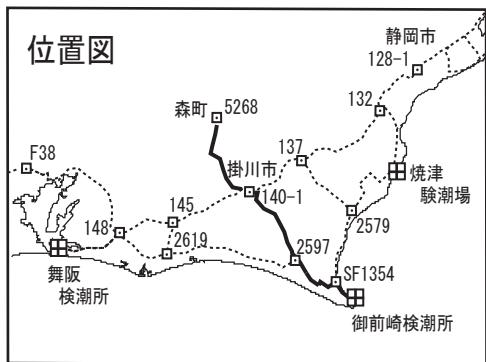 位置図
静岡市
128-1
132
森町
5268
137
掛川市
140-1
焼津
験潮場
F38
145
148
2579
2619
2597
舞阪
検潮所
SF1354
御前崎検潮所